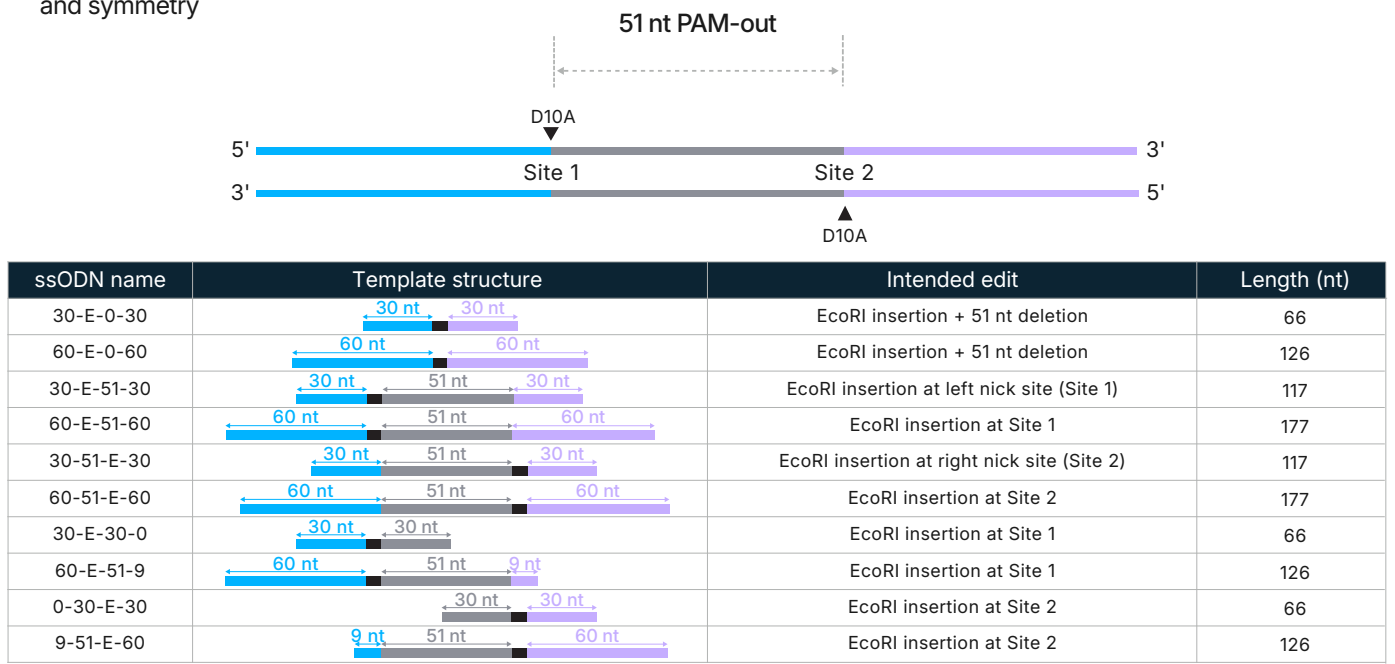 and symmetry
51 nt PAM-out
D10A
5' 3'
Site 1 Site 2
3' 5'
D10A
ssODN name Template structure Intended edit Length (nt)
30 nt 30 nt
30-E-0-30 EcoRI insertion + 51 nt deletion 66
60 nt 60 nt
60-E-0-60 EcoRI insertion + 51 nt deletion 126
30 nt 51 nt 30 nt
30-E-51-30 EcoRI insertion at left nick site (Site 1) 117
60 nt 51 nt 60 nt
60-E-51-60 EcoRI insertion at Site 1 177
30 nt 51 nt 30 nt
30-51-E-30 EcoRI insertion at right nick site (Site 2) 117
60 nt 51 nt 60 nt
60-51-E-60 EcoRI insertion at Site 2 177
30 nt 30 nt
30-E-30-0 EcoRI insertion at Site 1 66
60 nt 51 nt 9 nt
60-E-51-9 EcoRI insertion at Site 1 126
30 nt 30 nt
0-30-E-30 EcoRI insertion at Site 2 66
9 nt 51 nt 60 nt
9-51-E-60 EcoRI insertion at Site 2 126